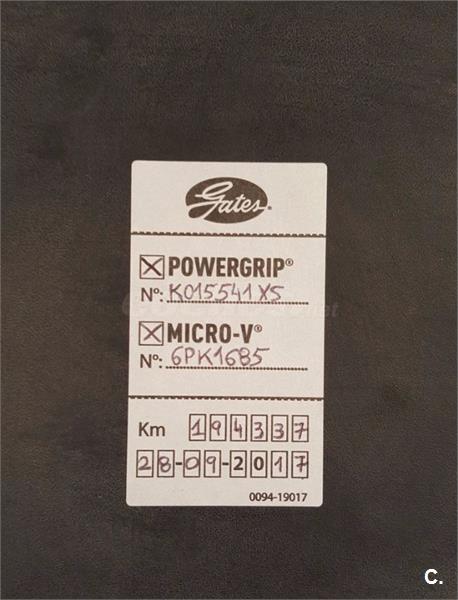 Gates®
POWERGRIP®
Nº: K015541XS
MICRO-V®
Nº: 6PK1685
Km 194337
28-09-2017
0094-19017
C.